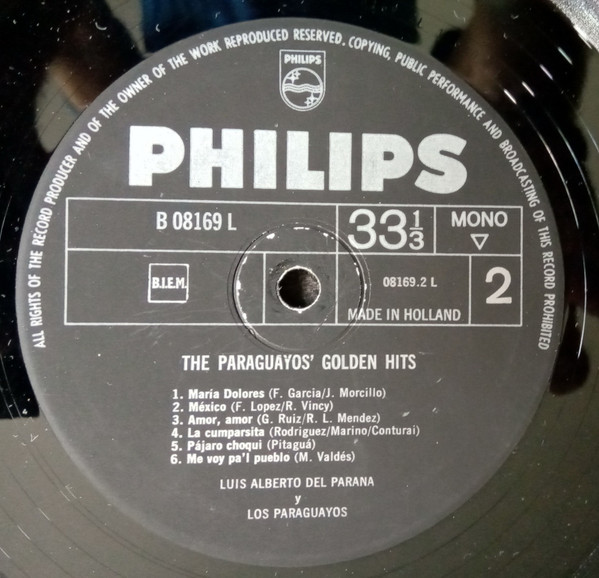 ALL RIGHTS OF THE RECORD PRODUCER AND OF THE OWNER OF THE WORK REPRODUCED RESERVED. COPYING, PUBLIC PERFORMANCE AND BROADCASTING OF THIS RECORD PROHIBITED
PHILIPS
PHILIPS
B 08169 L
33 1/3
MONO
B.I.E.M.
08169.2 L
2
MADE IN HOLLAND
THE PARAGUAYOS' GOLDEN HITS
1. María Dolores (F. Garcia/J. Morcillo)
2. México (F. Lopez/R. Vincy)
3. Amor, amor (G. Ruiz/R. L. Mendez)
4. La cumparsita (Rodriguez/Marino/Conturai)
5. Pájaro choqui (Pitaguá)
6. Me voy pa'l pueblo (M. Valdés)
LUIS ALBERTO DEL PARANA
y
LOS PARAGUAYOS